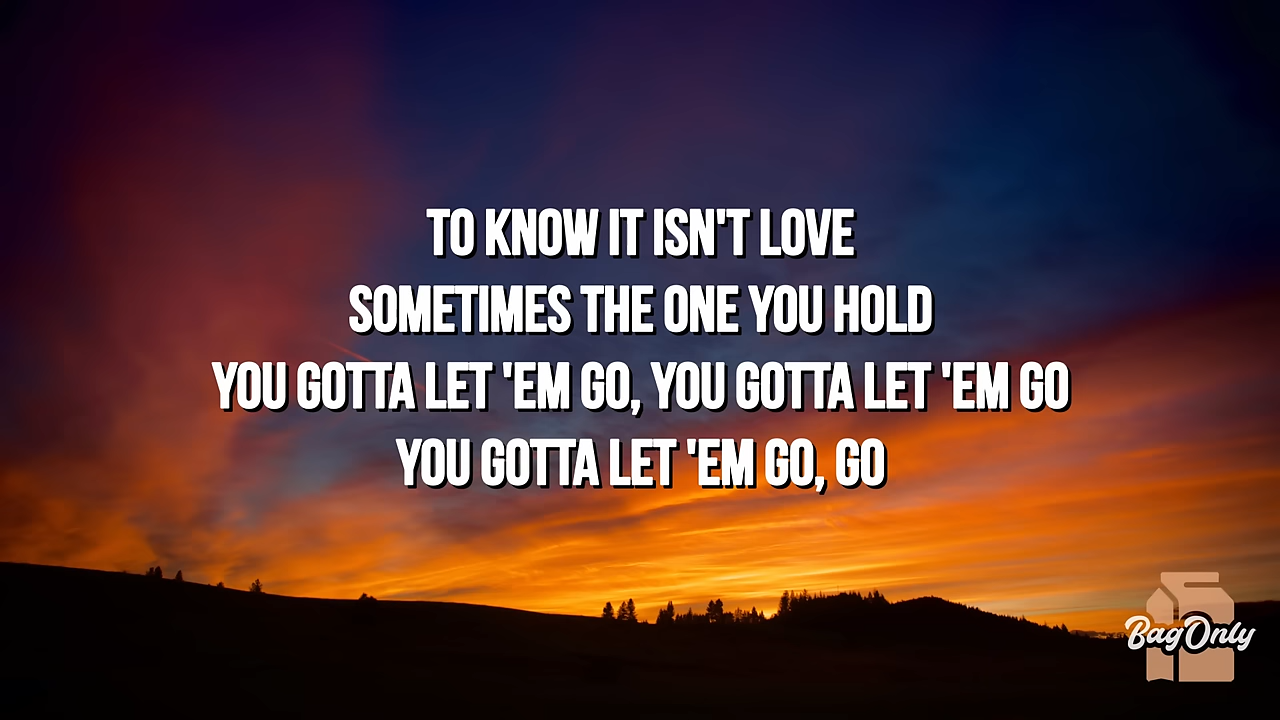 TO KNOW IT ISN'T LOVE
SOMETIMES THE ONE YOU HOLD
YOU GOTTA LET 'EM GO, YOU GOTTA LET 'EM GO
YOU GOTTA LET 'EM GO, GO
BagOnly